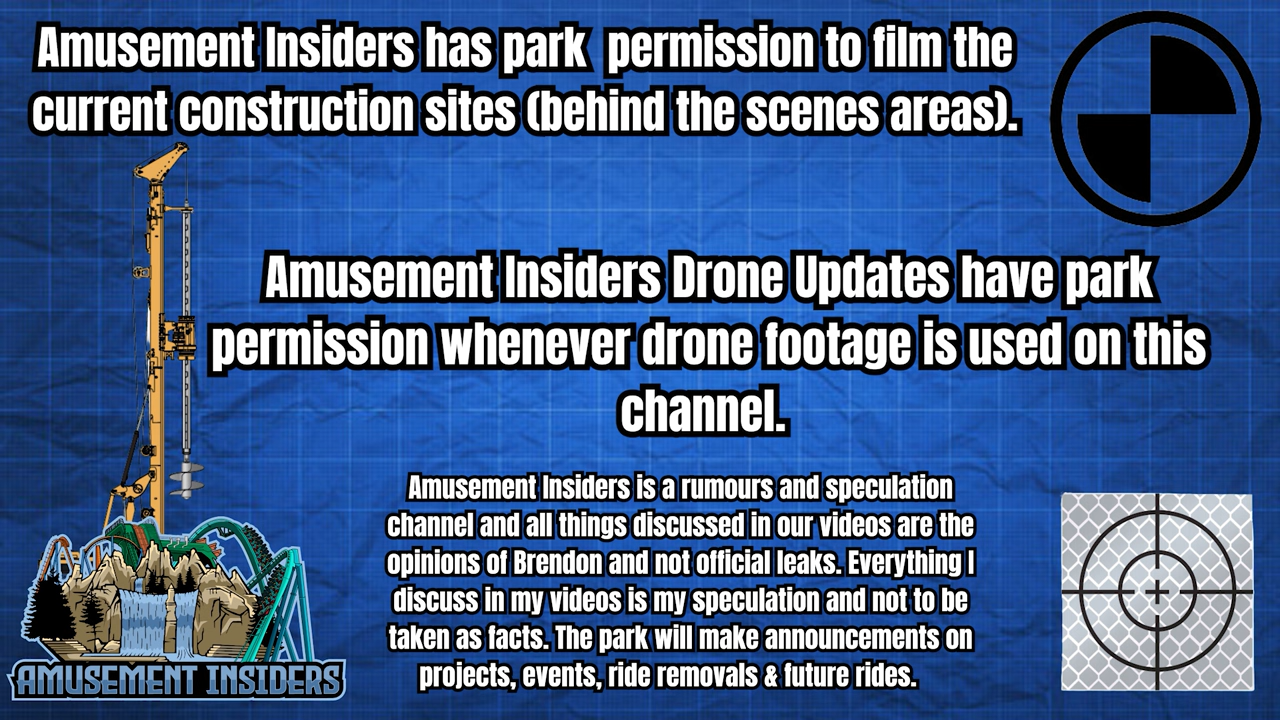 Amusement Insiders has park permission to film the
current construction sites (behind the scenes areas).
Amusement Insiders Drone Updates have park
permission whenever drone footage is used on this
channel.
Amusement Insiders is a rumours and speculation
channel and all things discussed in our videos are the
opinions of Brendon and not official leaks. Everything I
discuss in my videos is my speculation and not to be
taken as facts. The park will make announcements on
projects, events, ride removals & future rides.
AMUSEMENT INSIDERS